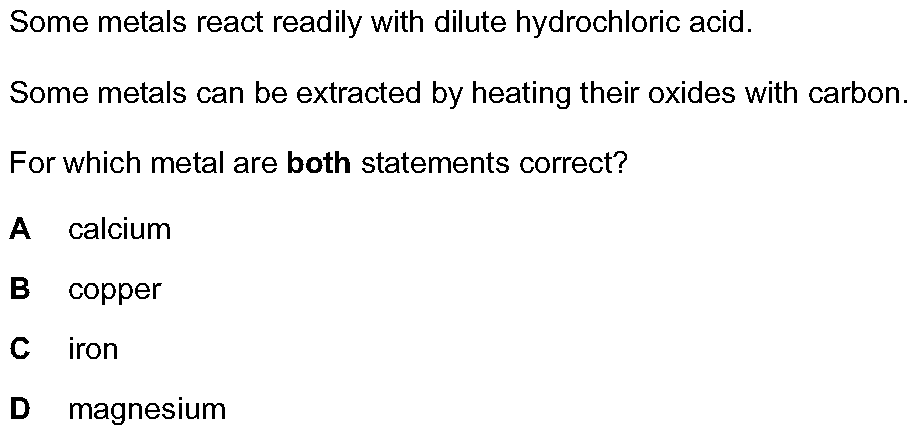 Some metals react readily with dilute hydrochloric acid.
Some metals can be extracted by heating their oxides with carbon.
For which metal are both statements correct?
A calcium
B copper
C iron
D magnesium